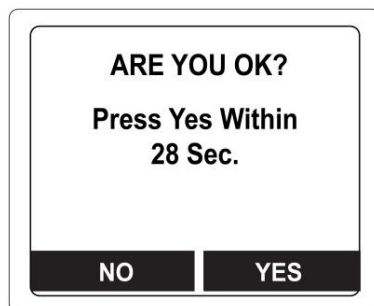 ARE YOU OK?
Press Yes Within
28 Sec.
NO YES